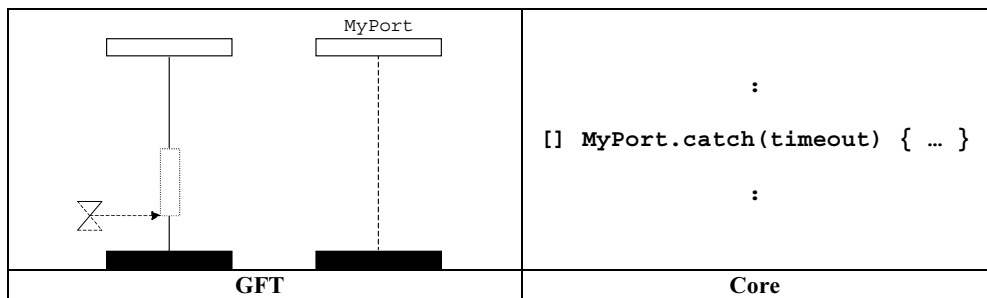 MyPort
:
[] MyPort.catch(timeout) { … }
:
GFT
Core